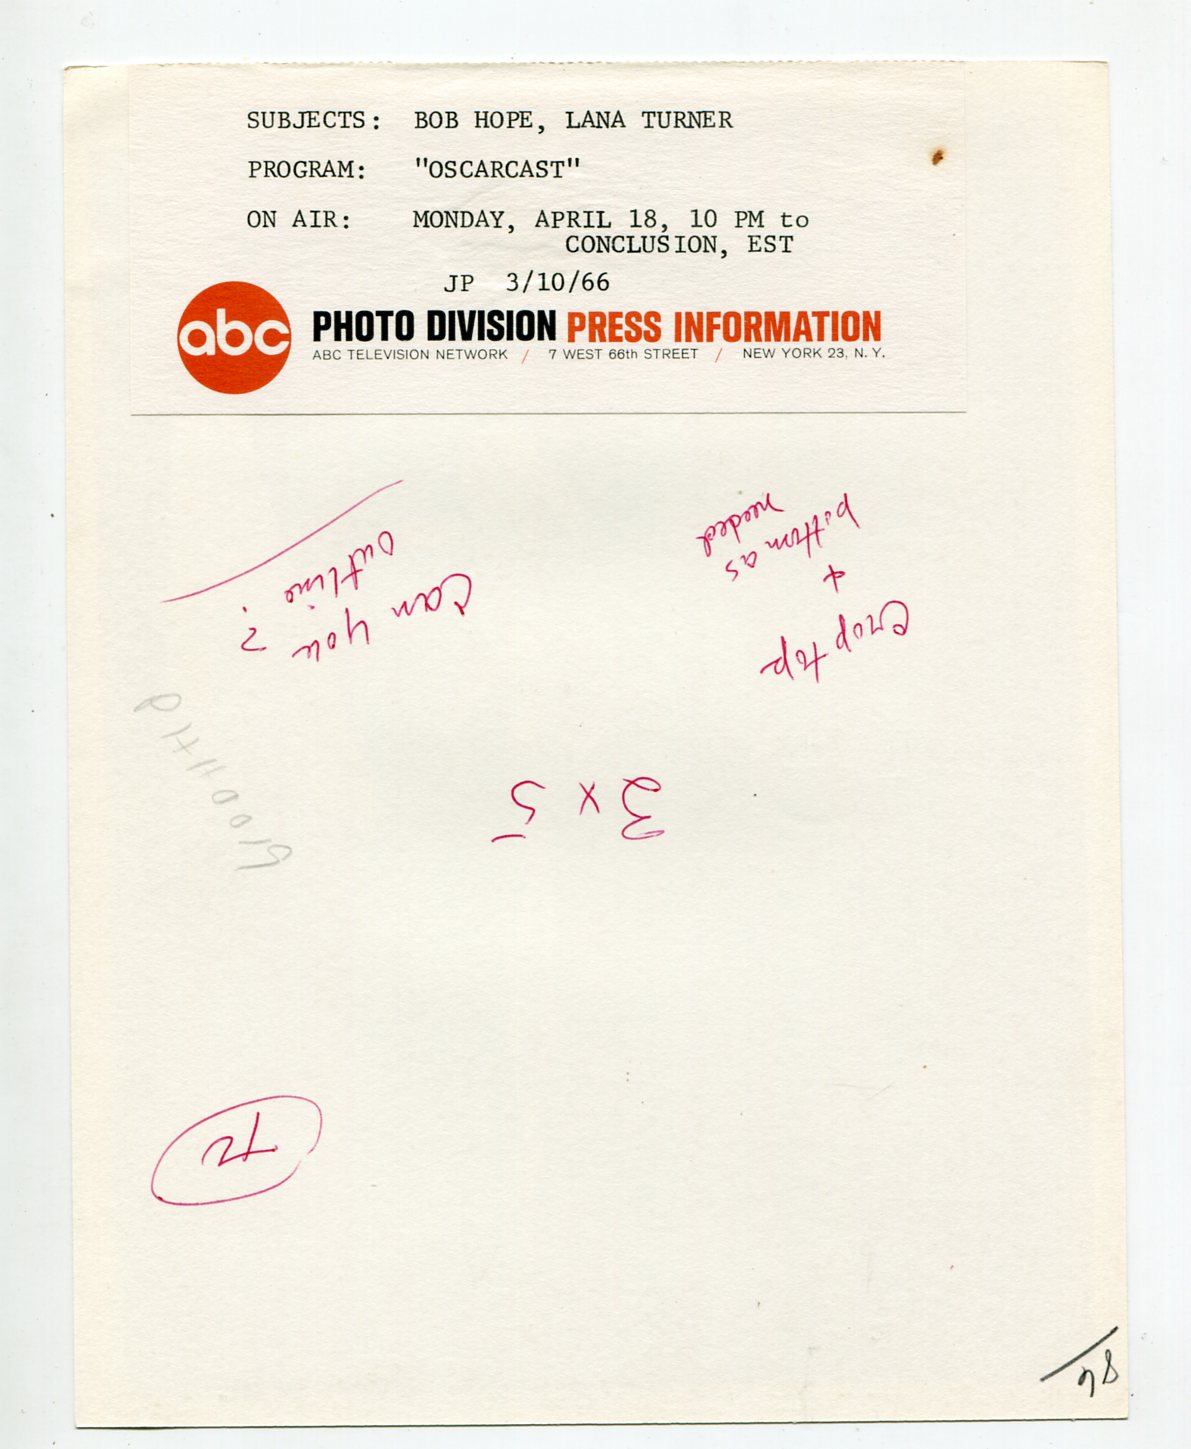 SUBJECTS: BOB HOPE, LANA TURNER
PROGRAM: "OSCARCAST"
ON AIR: MONDAY, APRIL 18, 10 PM to
CONCLUSION, EST
JP 3/10/66
abc PHOTO DIVISION PRESS INFORMATION
ABC TELEVISION NETWORK / 7 WEST 66th STREET / NEW YORK 23, N. Y.
Crop top
+
bottom as
needed
Can you
outline?
3 x 5